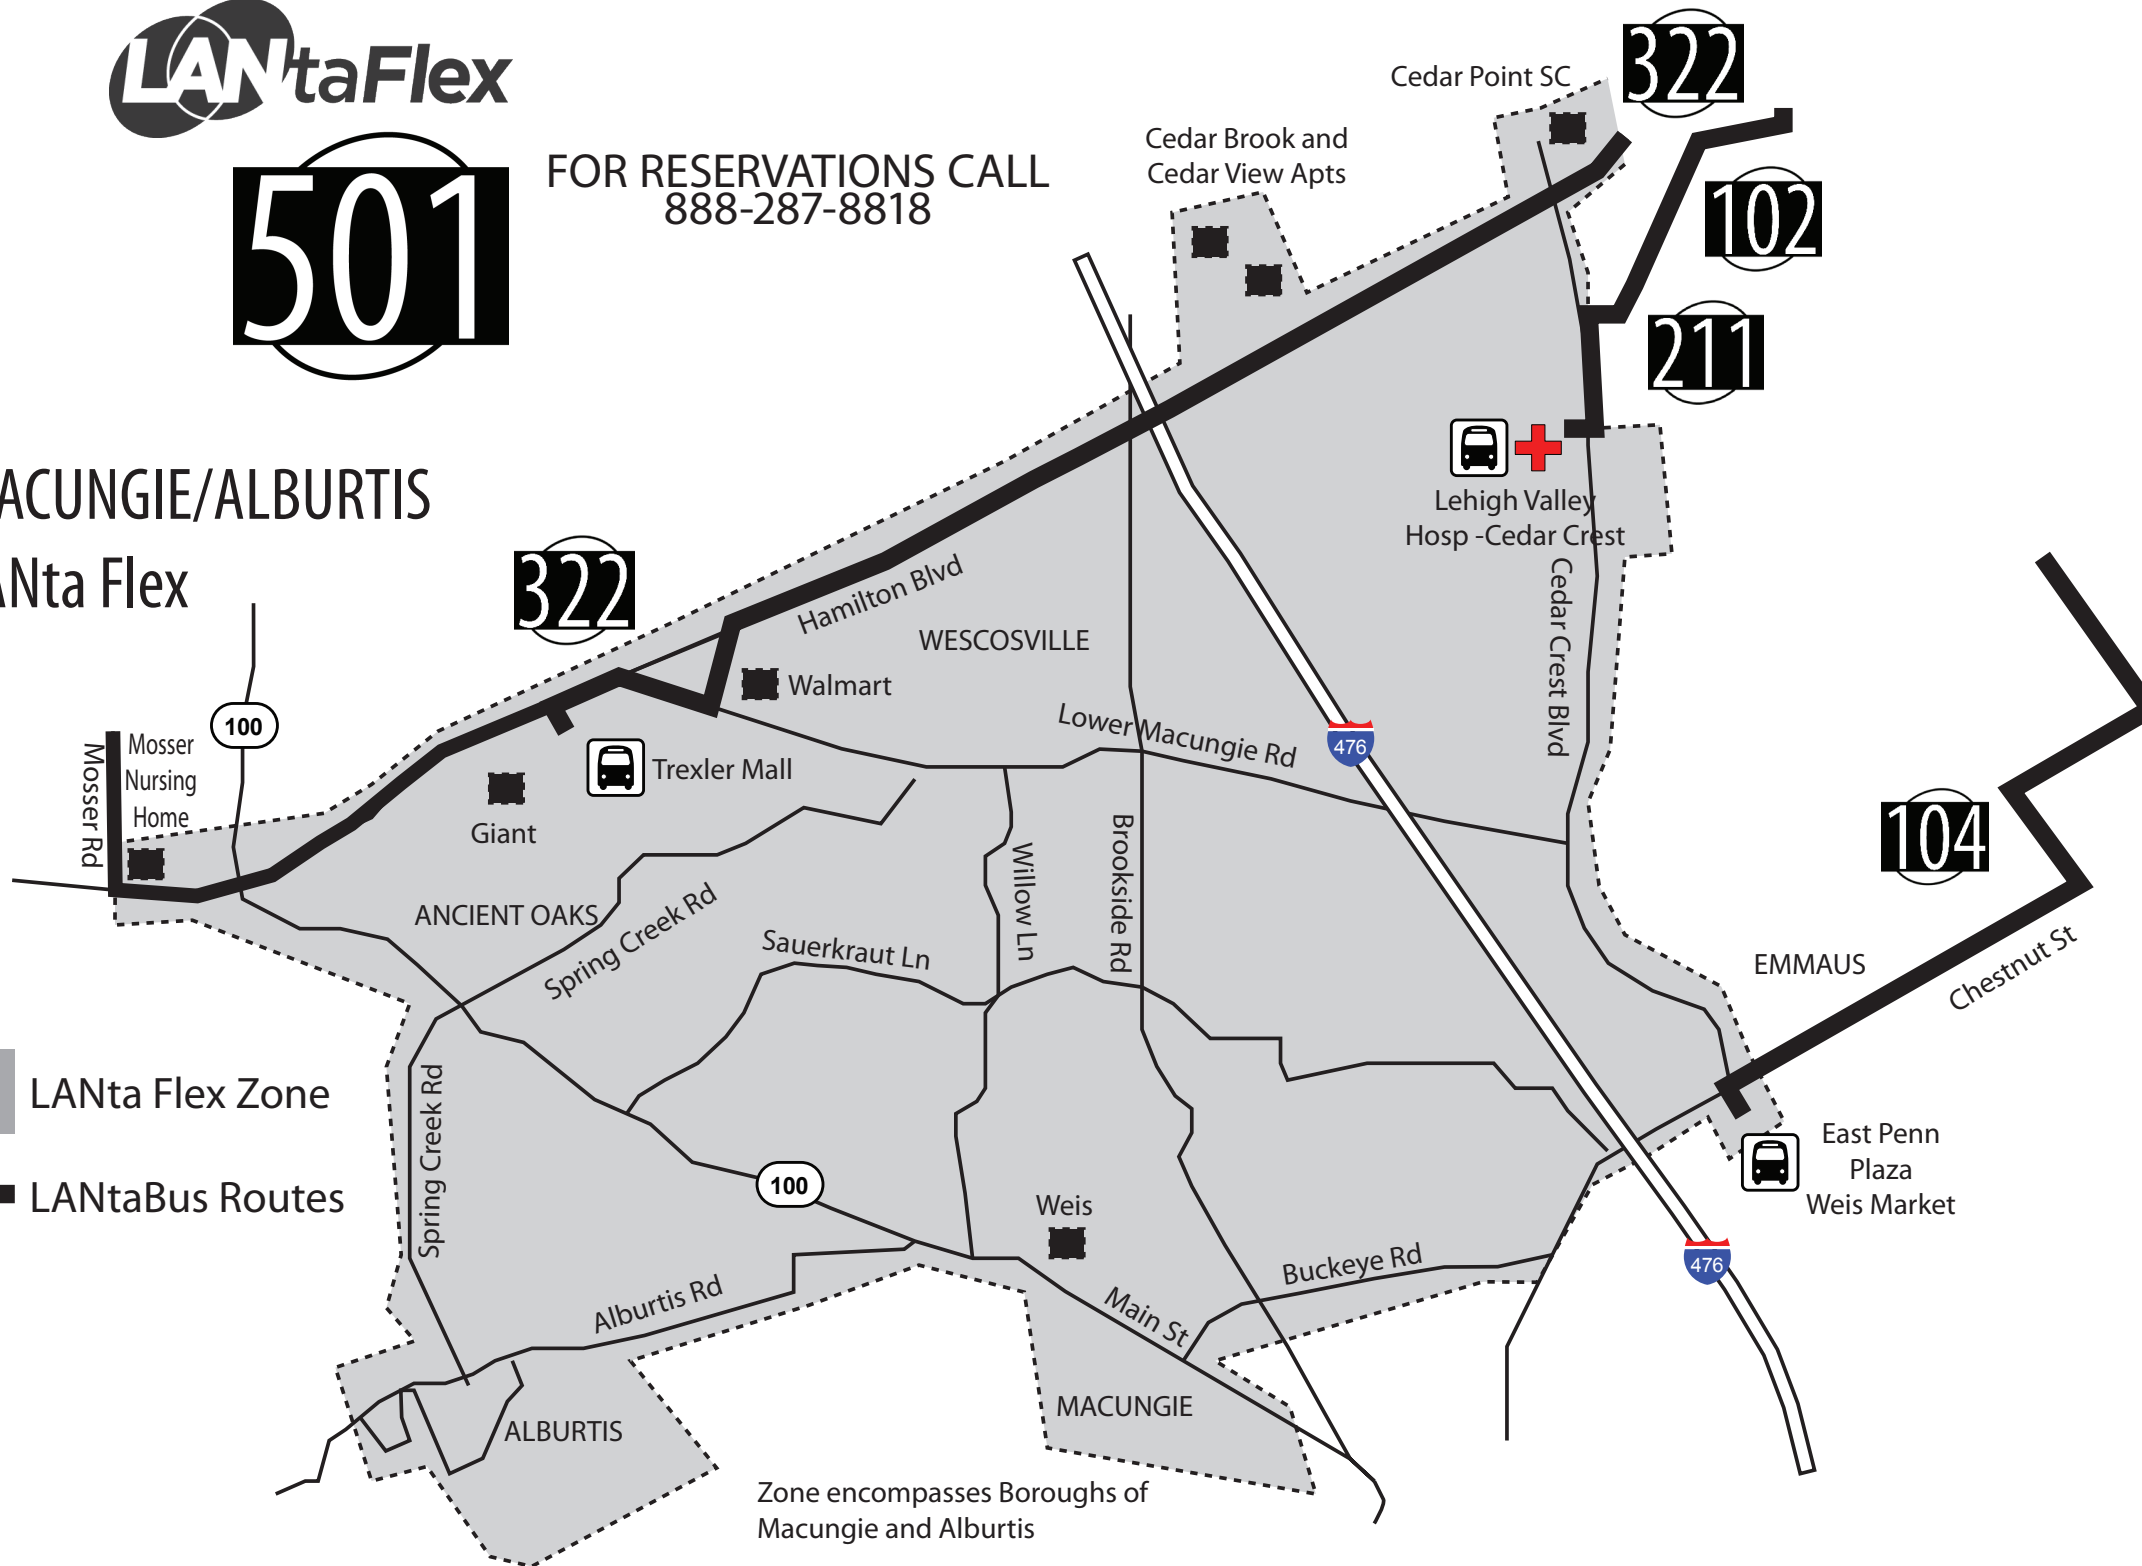 LANtaFlex
501
FOR RESERVATIONS CALL
888-287-8818
ACUNGIE/ALBURTIS
ANta Flex
Cedar Point SC
322
Cedar Brook and
Cedar View Apts
102
211
Lehigh Valley
Hosp -Cedar Crest
322
Hamilton Blvd
WESCOSVILLE
Walmart
Cedar Crest Blvd
Lower Macungie Rd
476
100
Mosser
Nursing
Home
Mosser Rd
Trexler Mall
Giant
104
Brookside Rd
Willow Ln
ANCIENT OAKS
Spring Creek Rd
Sauerkraut Ln
EMMAUS
Chestnut St
LANta Flex Zone
LANtaBus Routes
Spring Creek Rd
100
Weis
East Penn
Plaza
Weis Market
476
Buckeye Rd
Alburtis Rd
Main St
MACUNGIE
ALBURTIS
Zone encompasses Boroughs of
Macungie and Alburtis